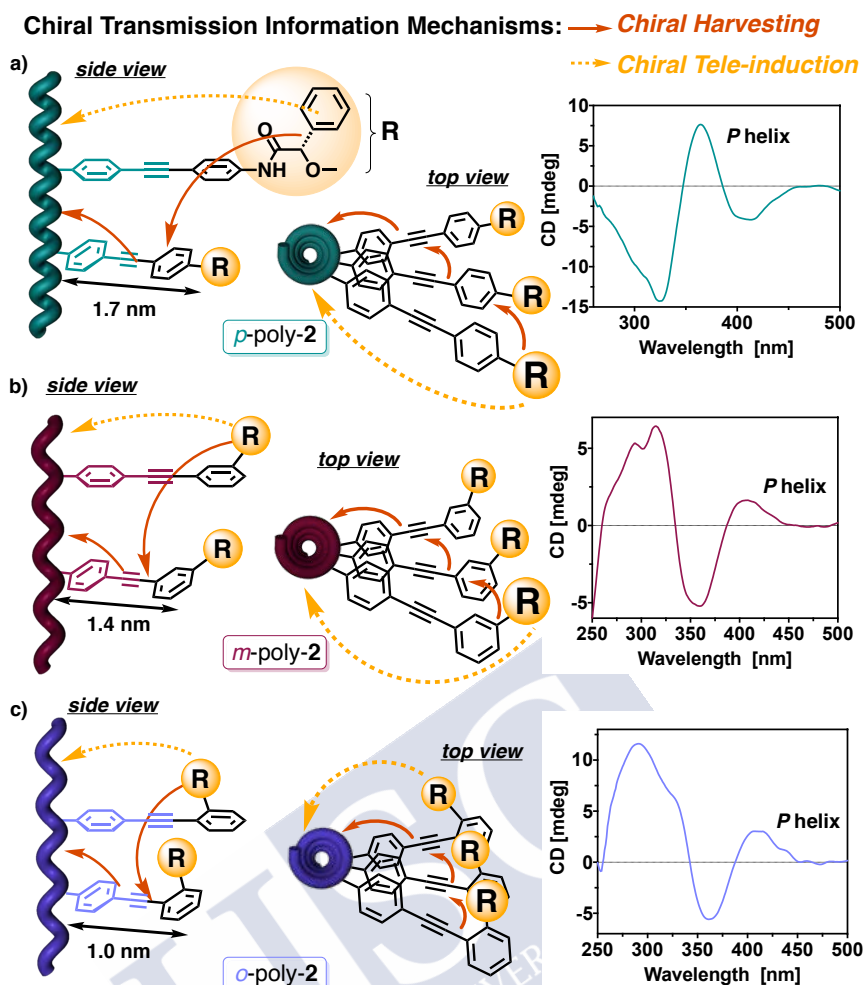 Chiral Transmission Information Mechanisms:
Chiral Harvesting
Chiral Tele-induction
a)
side view
R
O
NH
O
top view
R
R
R
R
1.7 nm
p-poly-2
CD [mdeg]
10
5
0
-5
-10
-15
P helix
300
400
500
Wavelength [nm]
b)
side view
R
R
top view
R
R
R
1.4 nm
m-poly-2
CD [mdeg]
5
0
-5
P helix
250
300
350
400
450
500
Wavelength [nm]
c)
side view
R
R
top view
R
R
R
1.0 nm
o-poly-2
CD [mdeg]
10
5
0
-5
P helix
250
300
350
400
450
500
Wavelength [nm]